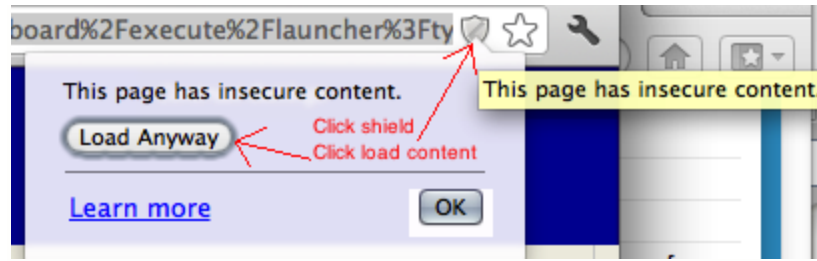 board%2Fexecute%2Flauncher%3Fty
This page has insecure content.
This page has insecure content.
Load Anyway
Click shield
Click load content
Learn more
OK